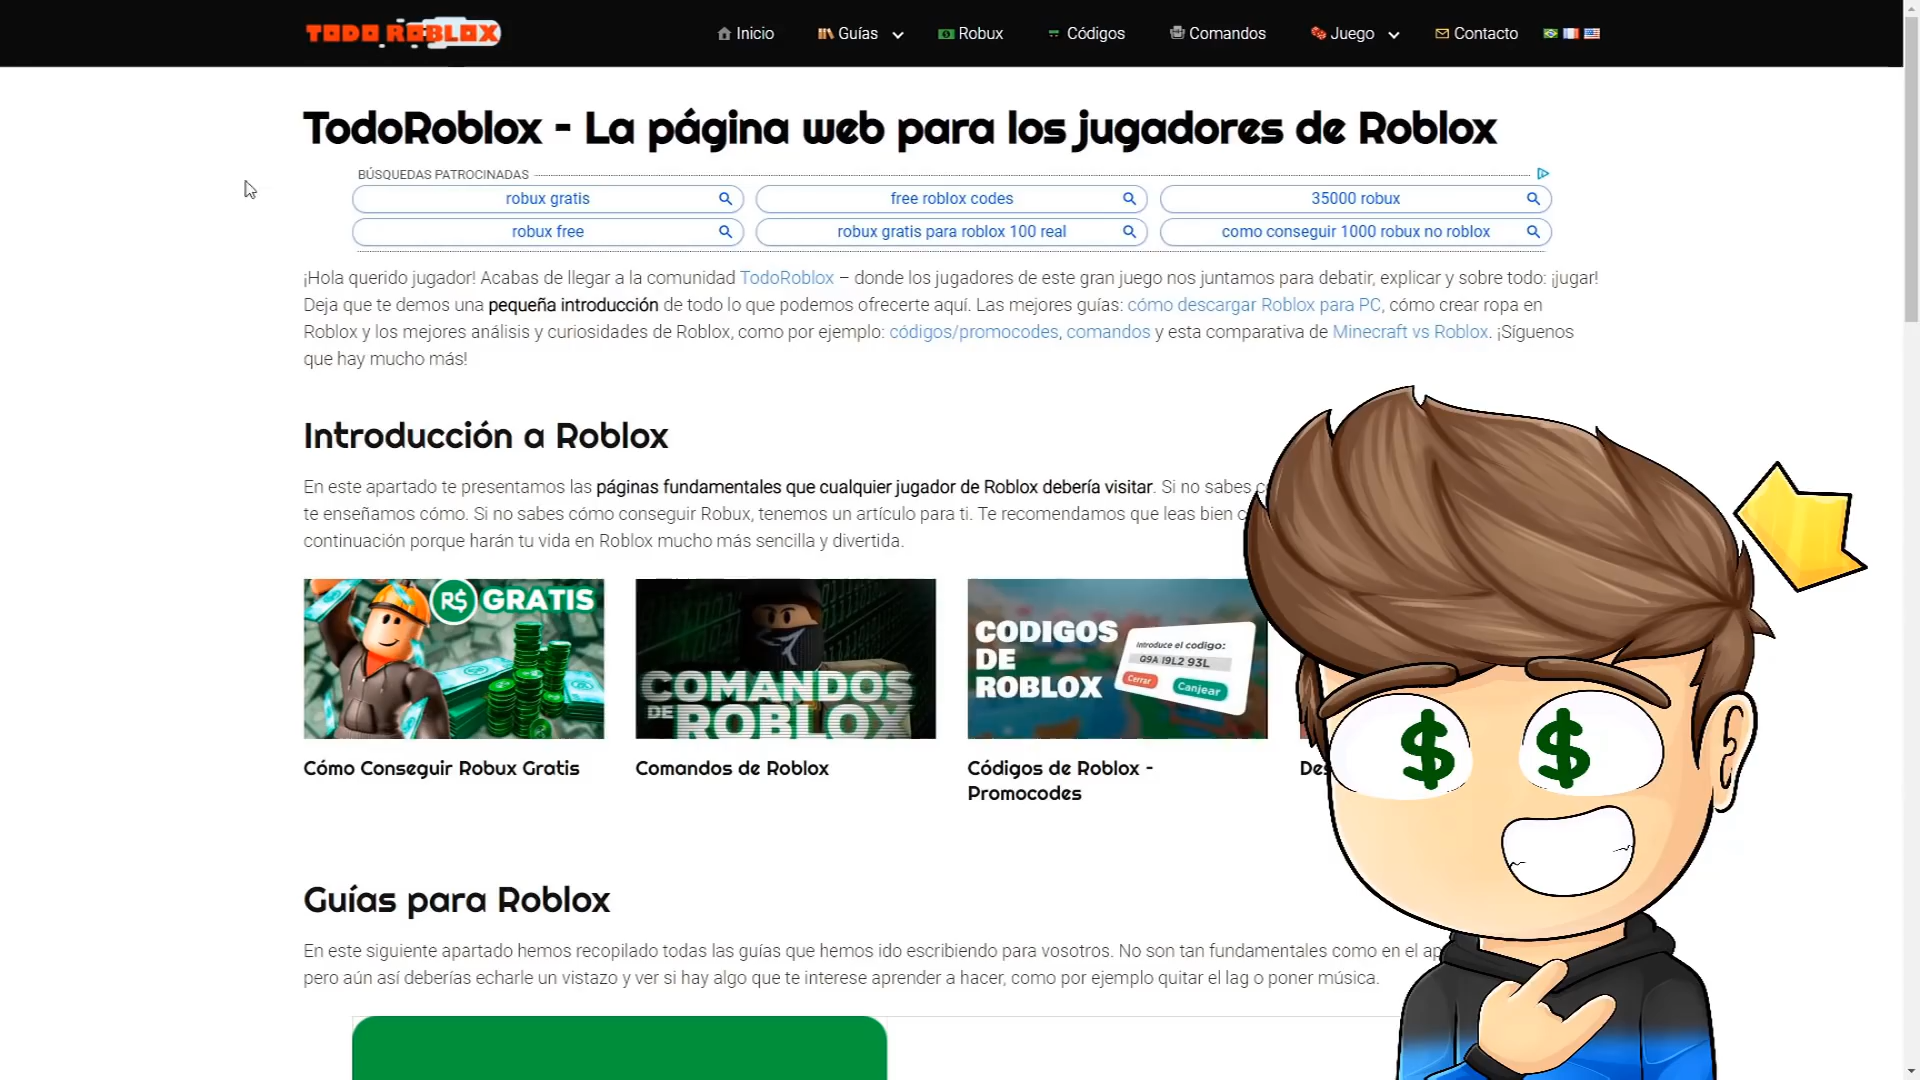 TODO ROBLOX
Inicio Guías Robux Códigos Comandos Juego Contacto
TodoRoblox - La página web para los jugadores de Roblox
BÚSQUEDAS PATROCINADAS
robux gratis free roblox codes 35000 robux
robux free robux gratis para roblox 100 real como conseguir 1000 robux no roblox
¡Hola querido jugador! Acabas de llegar a la comunidad TodoRoblox – donde los jugadores de este gran juego nos juntamos para debatir, explicar y sobre todo: ¡jugar!
Deja que te demos una pequeña introducción de todo lo que podemos ofrecerte aquí. Las mejores guías: cómo descargar Roblox para PC, cómo crear ropa en
Roblox y los mejores análisis y curiosidades de Roblox, como por ejemplo: códigos/promocodes, comandos y esta comparativa de Minecraft vs Roblox. ¡Síguenos
que hay mucho más!
Introducción a Roblox
En este apartado te presentamos las páginas fundamentales que cualquier jugador de Roblox debería visitar. Si no sabes
te enseñamos cómo. Si no sabes cómo conseguir Robux, tenemos un artículo para ti. Te recomendamos que leas bien
continuación porque harán tu vida en Roblox mucho más sencilla y divertida.
R$ GRATIS
COMANDOS
DE ROBLOX
CODIGOS
DE
ROBLOX
Introduce el codigo:
Q9A I9L2 93L
Cerrar Canjear
Cómo Conseguir Robux Gratis
Comandos de Roblox
Códigos de Roblox -
Promocodes
Des
Guías para Roblox
En este siguiente apartado hemos recopilado todas las guías que hemos ido escribiendo para vosotros. No son tan fundamentales como en el ap
pero aún así deberías echarle un vistazo y ver si hay algo que te interese aprender a hacer, como por ejemplo quitar el lag o poner música.